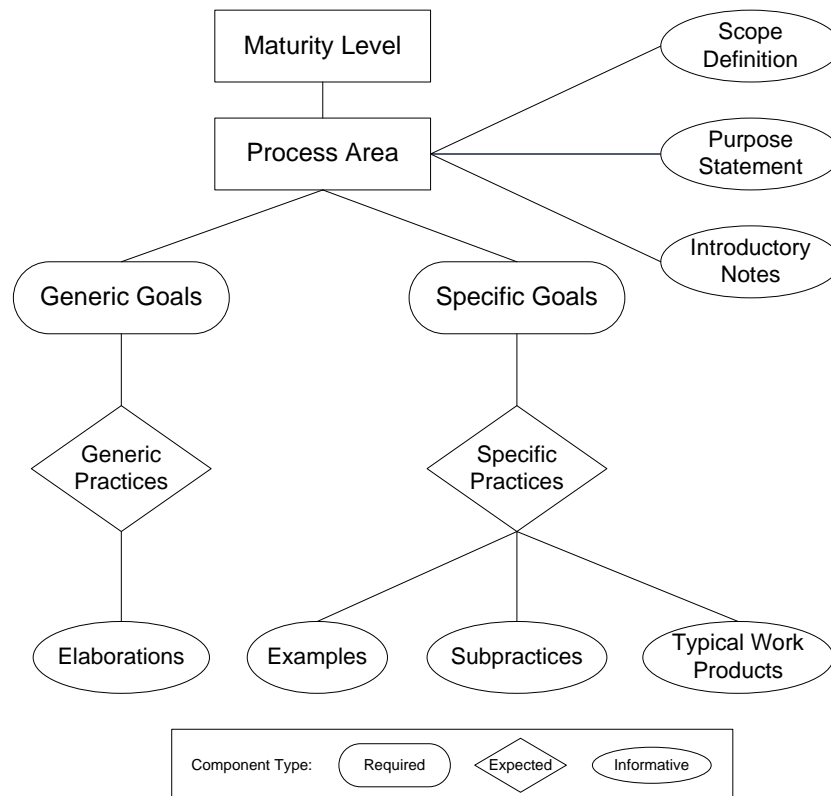 Maturity Level
Scope
Definition
Process Area
Purpose
Statement
Introductory
Notes
Generic Goals
Specific Goals
Generic
Practices
Specific
Practices
Elaborations
Examples
Subpractices
Typical Work
Products
Component Type:
Required
Expected
Informative